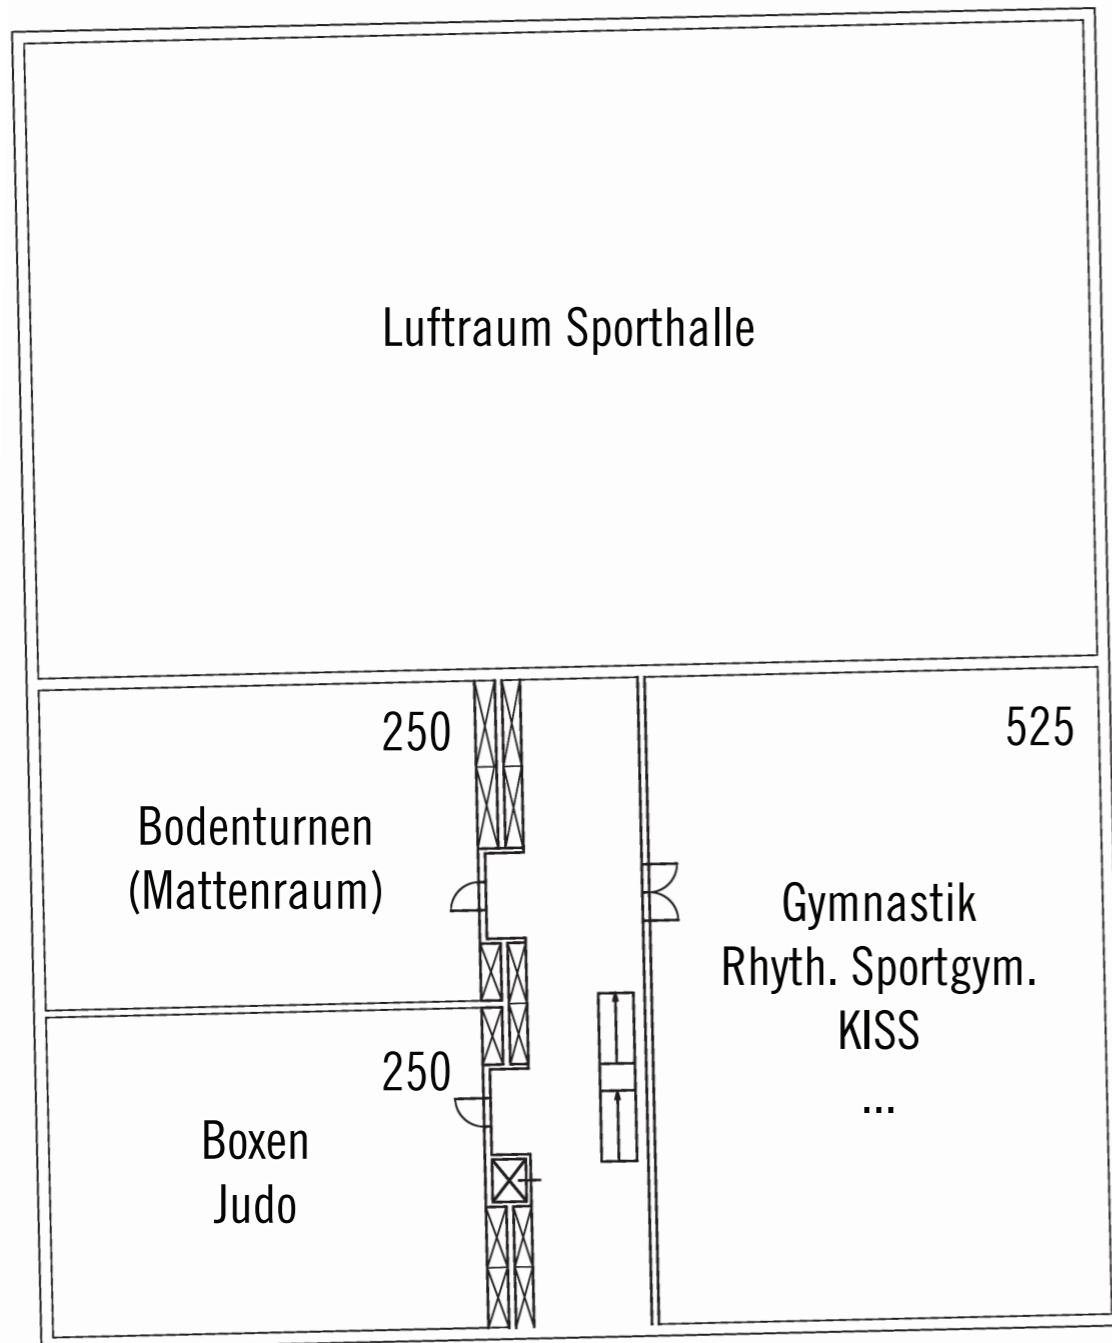 Luftraum Sporthalle
250
525
Bodenturnen
(Mattenraum)
Gymnastik
Rhyth. Sportgym.
KISS
...
250
Boxen
Judo